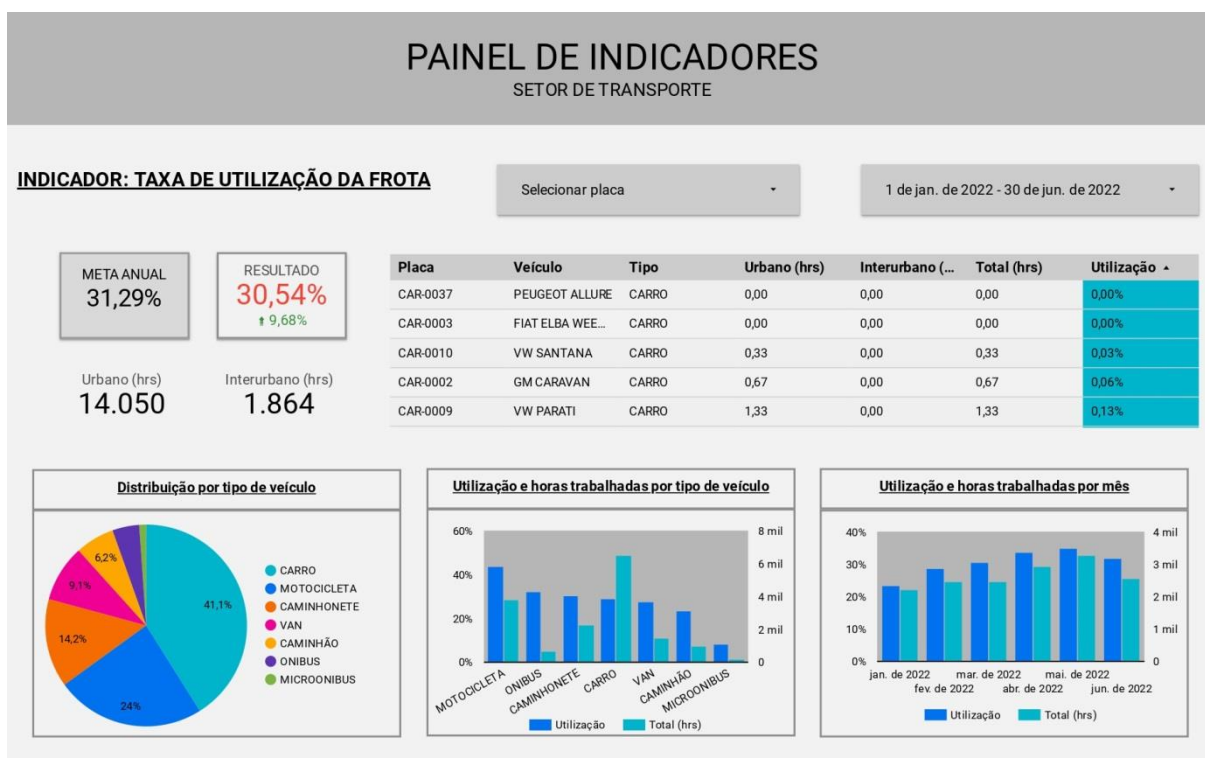 PAINEL DE INDICADORES
SETOR DE TRANSPORTE
INDICADOR: TAXA DE UTILIZAÇÃO DA FROTA
Selecionar placa
1 de jan. de 2022 - 30 de jun. de 2022
META ANUAL
31,29%
RESULTADO
30,54%
9,68%
Urbano (hrs)
14.050
Interurbano (hrs)
1.864
Placa Veículo Tipo Urbano (hrs) Interurbano (... Total (hrs) Utilização
CAR-0037 PEUGEOT ALLURE CARRO 0,00 0,00 0,00 0,00%
CAR-0003 FIAT ELBA WEE... CARRO 0,00 0,00 0,00 0,00%
CAR-0010 VW SANTANA CARRO 0,33 0,00 0,33 0,03%
CAR-0002 GM CARAVAN CARRO 0,67 0,00 0,67 0,06%
CAR-0009 VW PARATI CARRO 1,33 0,00 1,33 0,13%
Distribuição por tipo de veículo
6,2%
9,1%
41,1%
14,2%
24%
CARRO
MOTOCICLETA
CAMINHONETE
VAN
CAMINHÃO
ONIBUS
MICROONIBUS
Utilização e horas trabalhadas por tipo de veículo
60% 8 mil
6 mil
40%
4 mil
20%
2 mil
0% 0
MOTOCICLETA ONIBUS CAMINHONETE CARRO VAN CAMINHÃO MICROONIBUS
Utilização Total (hrs)
Utilização e horas trabalhadas por mês
40% 4 mil
30% 3 mil
20% 2 mil
10% 1 mil
0% 0
jan. de 2022 mar. de 2022 mai. de 2022
fev. de 2022 abr. de 2022 jun. de 2022
Utilização Total (hrs)